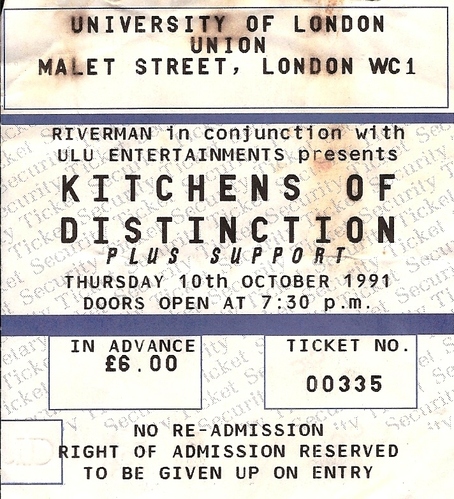 UNIVERSITY OF LONDON
UNION
MALET STREET, LONDON WC1
RIVERMAN in conjunction with
ULU ENTERTAINMENTS presents
KITCHENS OF
DISTINCTION
PLUS SUPPORT
THURSDAY 10th OCTOBER 1991
DOORS OPEN AT 7:30 p.m.
IN ADVANCE
£6.00
TICKET NO.
00335
NO RE-ADMISSION
RIGHT OF ADMISSION RESERVED
TO BE GIVEN UP ON ENTRY